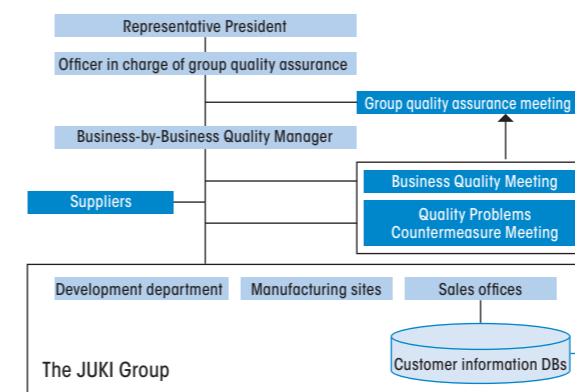 Representative President
Officer in charge of group quality assurance
Group quality assurance meeting
Business-by-Business Quality Manager
Business Quality Meeting
Suppliers
Quality Problems
Countermeasure Meeting
Development department
Manufacturing sites
Sales offices
Customer information DBs
The JUKI Group